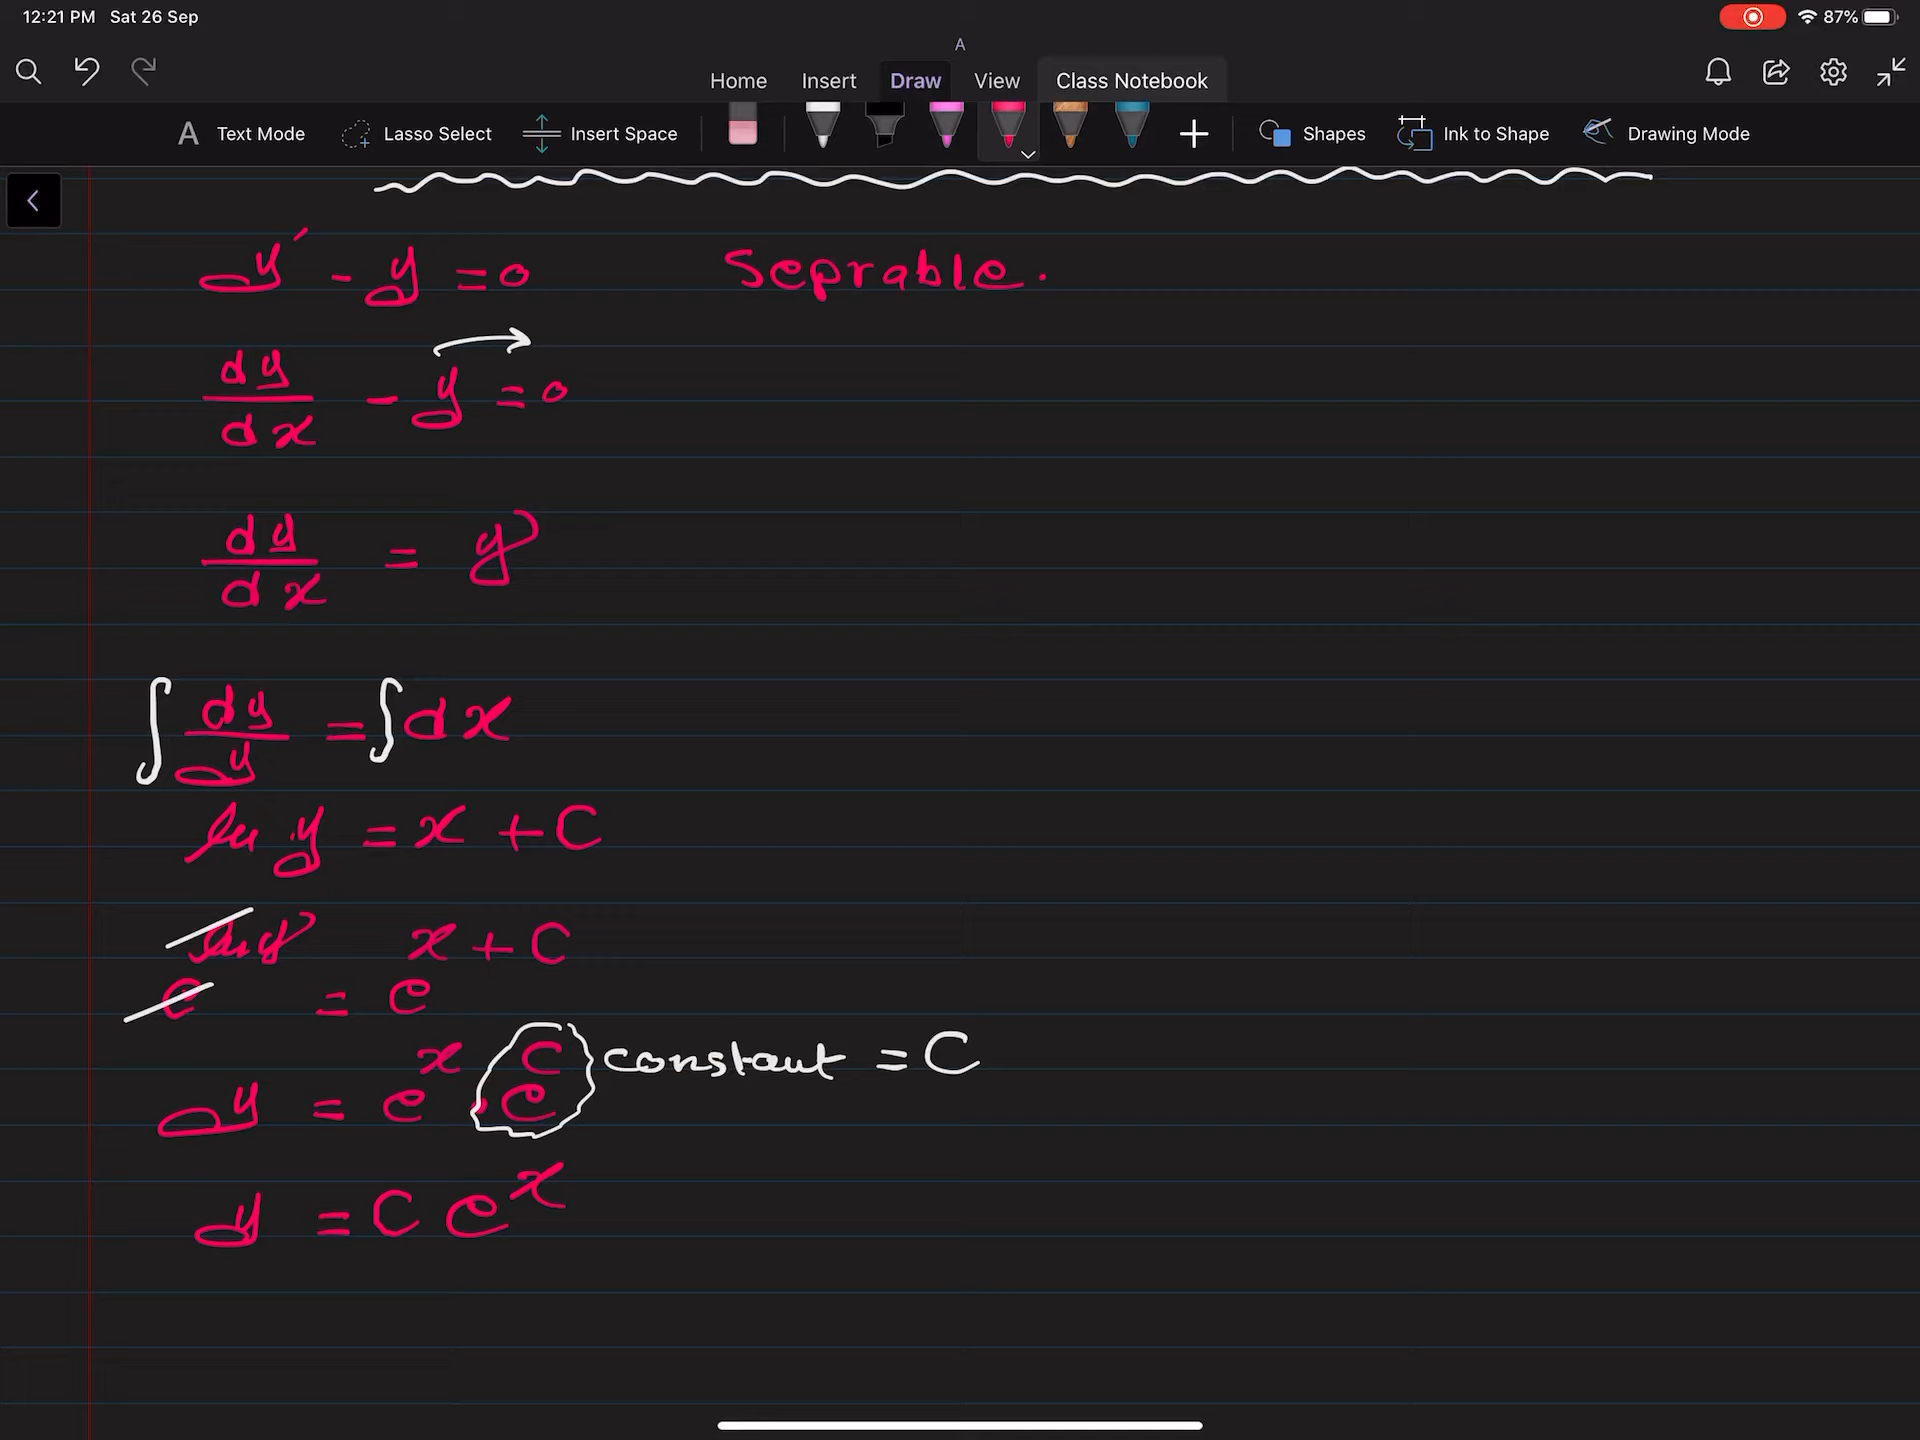 12:21 PM Sat 26 Sep 87%
A
Home Insert Draw View Class Notebook
A Text Mode Lasso Select Insert Space Shapes Ink to Shape Drawing Mode
y′ - y = 0 Seprable.
dy/dx - y = 0
dy/dx = y
∫ dy/y = ∫ dx
ln y = x + C
e^(ln y) = e^(x + C)
y = e^x . e^C constant = C
y = C e^x